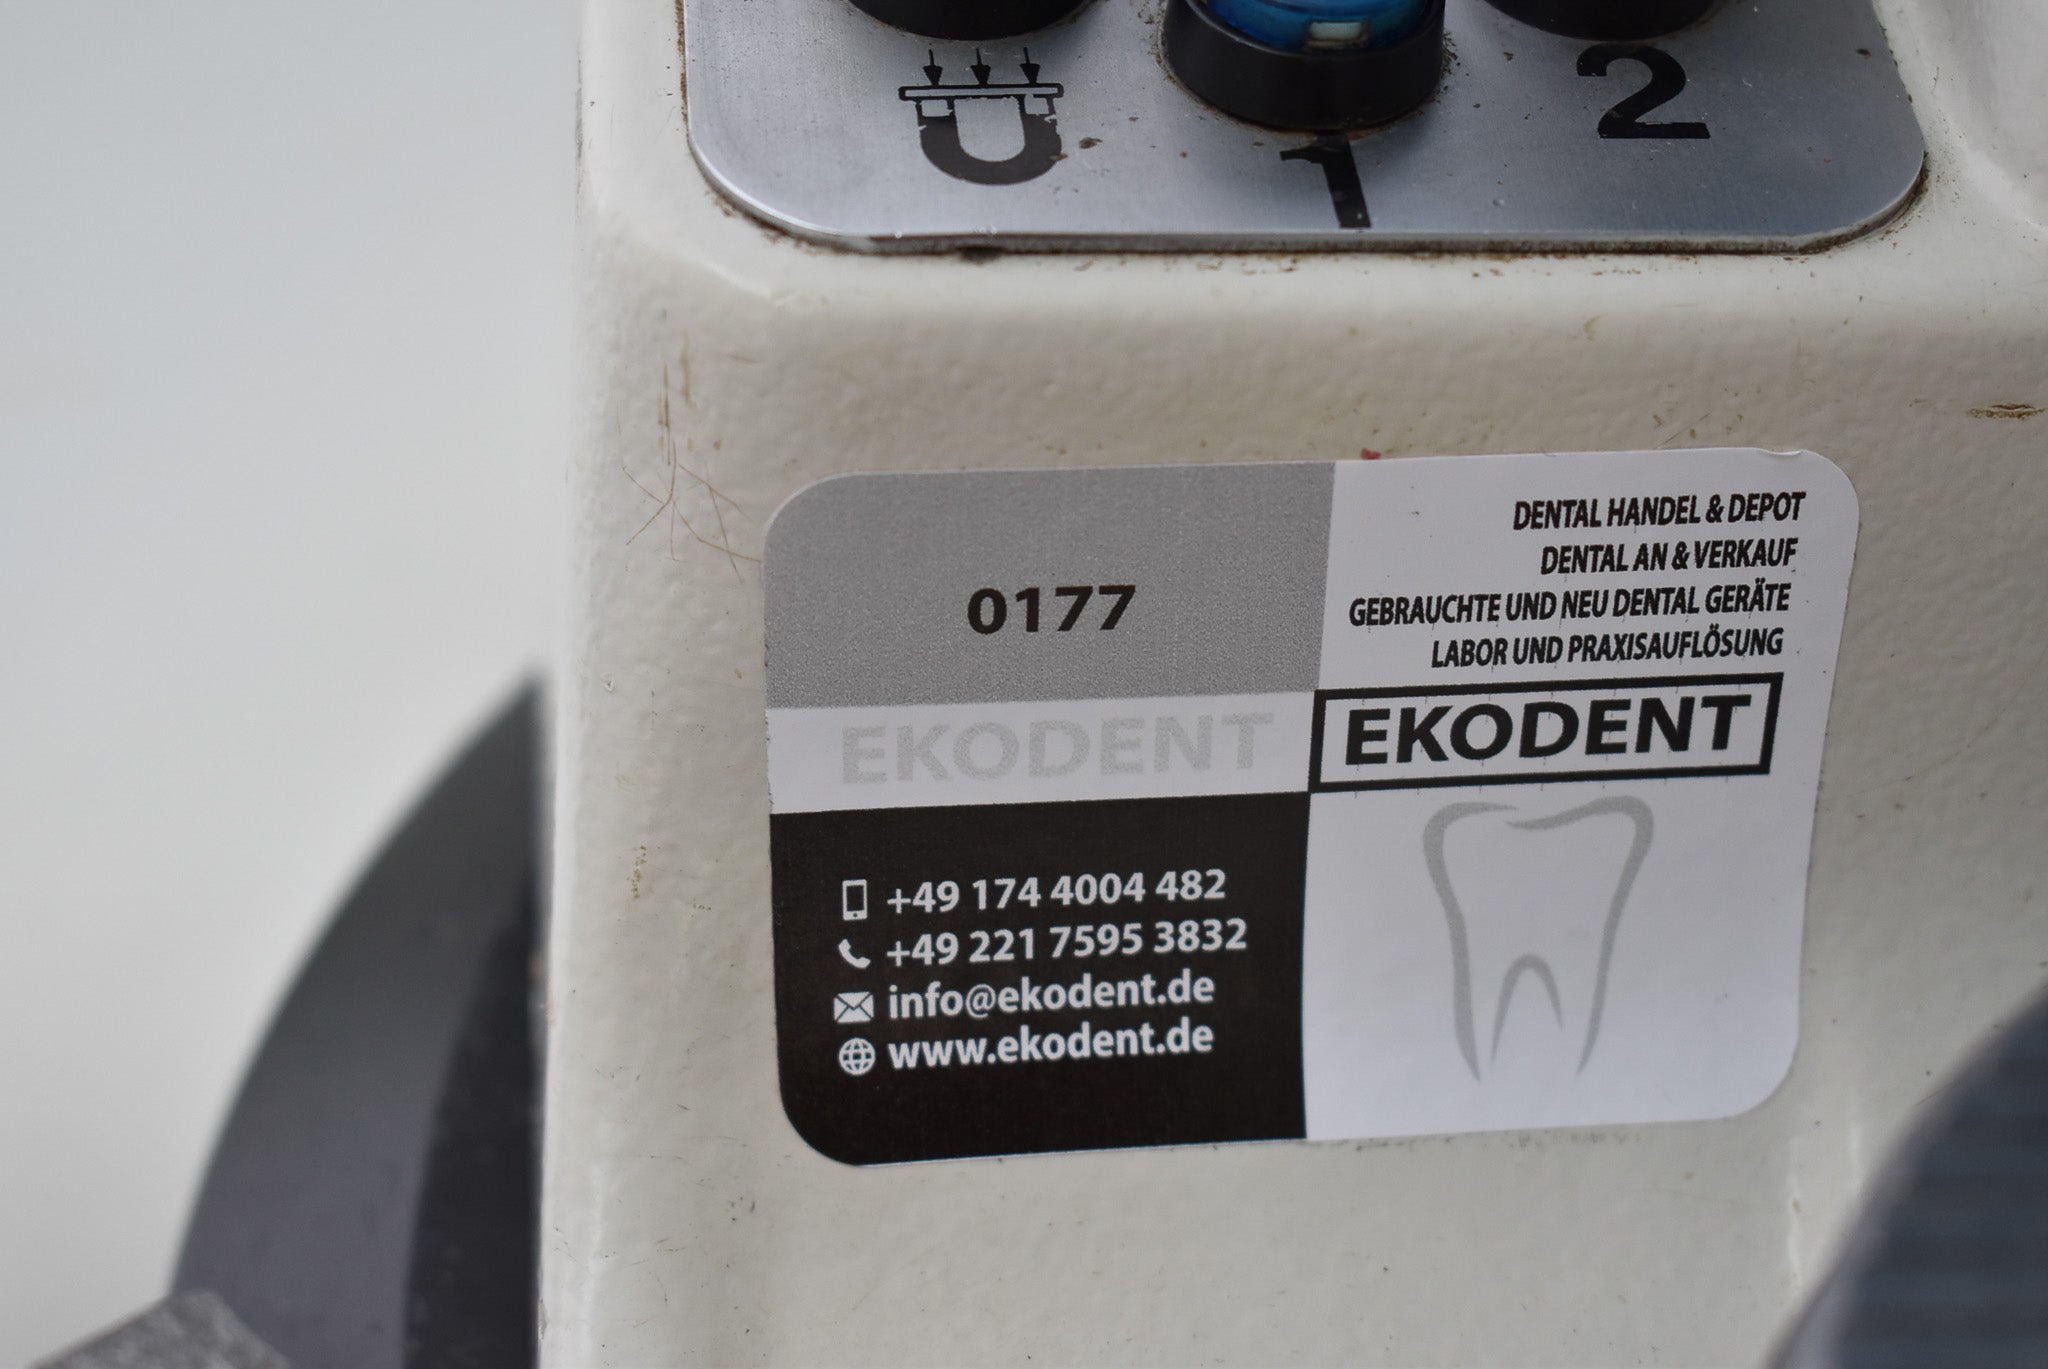 1
2
0177
DENTAL HANDEL & DEPOT
DENTAL AN & VERKAUF
GEBRAUCHTE UND NEU DENTAL GERÄTE
LABOR UND PRAXISAUFLÖSUNG
EKODENT
EKODENT
+49 174 4004 482
+49 221 7595 3832
info@ekodent.de
www.ekodent.de